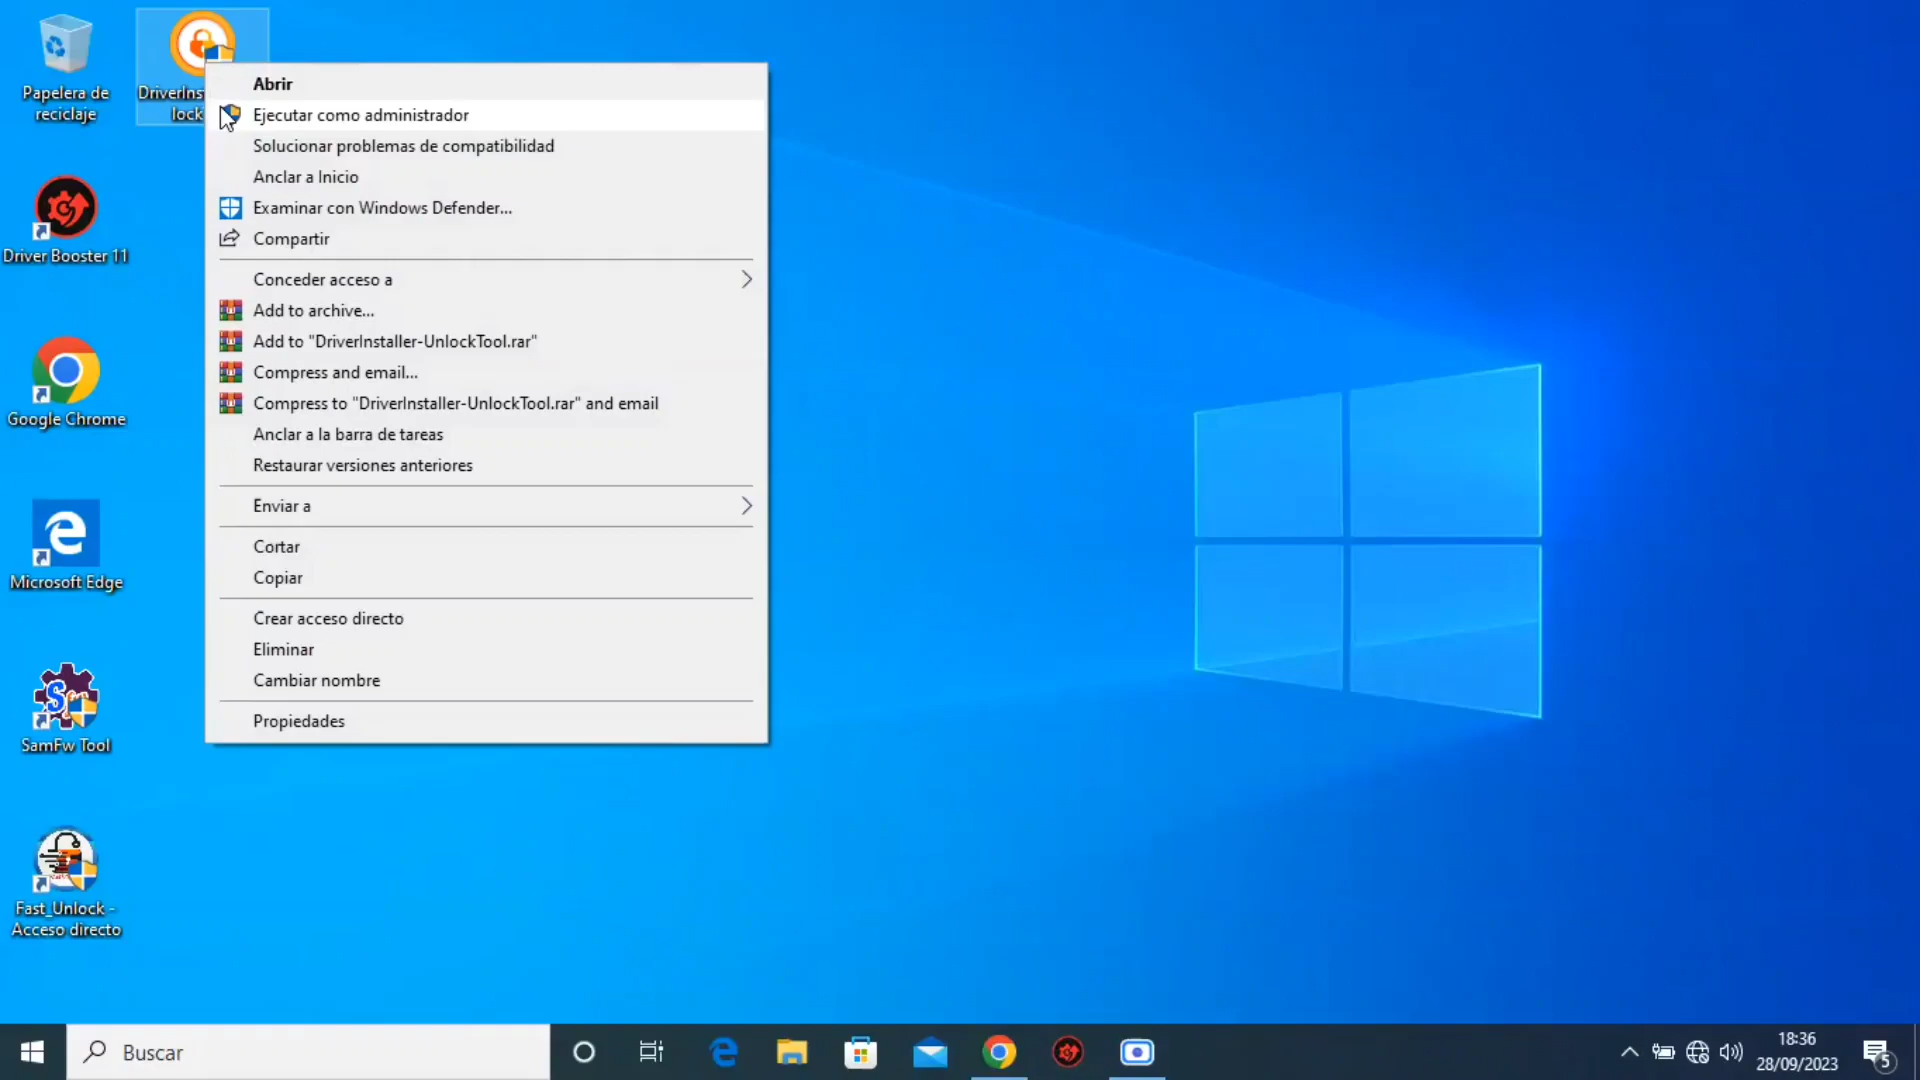 Papelera de
reciclaje
DriverIns
lock
Driver Booster 11
Google Chrome
Microsoft Edge
SamFw Tool
Fast_Unlock -
Acceso directo
Abrir
Ejecutar como administrador
Solucionar problemas de compatibilidad
Anclar a Inicio
Examinar con Windows Defender...
Compartir
Conceder acceso a
Add to archive...
Add to "DriverInstaller-UnlockTool.rar"
Compress and email...
Compress to "DriverInstaller-UnlockTool.rar" and email
Anclar a la barra de tareas
Restaurar versiones anteriores
Enviar a
Cortar
Copiar
Crear acceso directo
Eliminar
Cambiar nombre
Propiedades
Buscar
18:36
28/09/2023
5